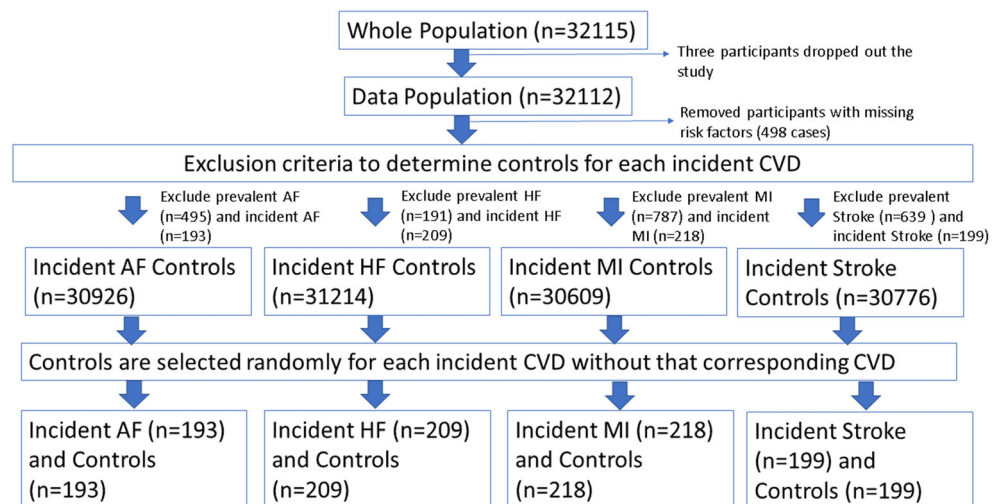 Whole Population (n=32115)
Three participants dropped out the
study
Data Population (n=32112)
Removed participants with missing
risk factors (498 cases)
Exclusion criteria to determine controls for each incident CVD
Exclude prevalent AF
(n=495) and incident AF
(n=193)
Exclude prevalent HF
(n=191) and incident HF
(n=209)
Exclude prevalent MI
(n=787) and incident
MI (n=218)
Exclude prevalent
Stroke (n=639 ) and
incident Stroke (n=199)
Incident AF Controls
(n=30926)
Incident HF Controls
(n=31214)
Incident MI Controls
(n=30609)
Incident Stroke
Controls (n=30776)
Controls are selected randomly for each incident CVD without that corresponding CVD
Incident AF (n=193)
and Controls
(n=193)
Incident HF (n=209)
and Controls
(n=209)
Incident MI (n=218)
and Controls
(n=218)
Incident Stroke
(n=199) and
Controls (n=199)